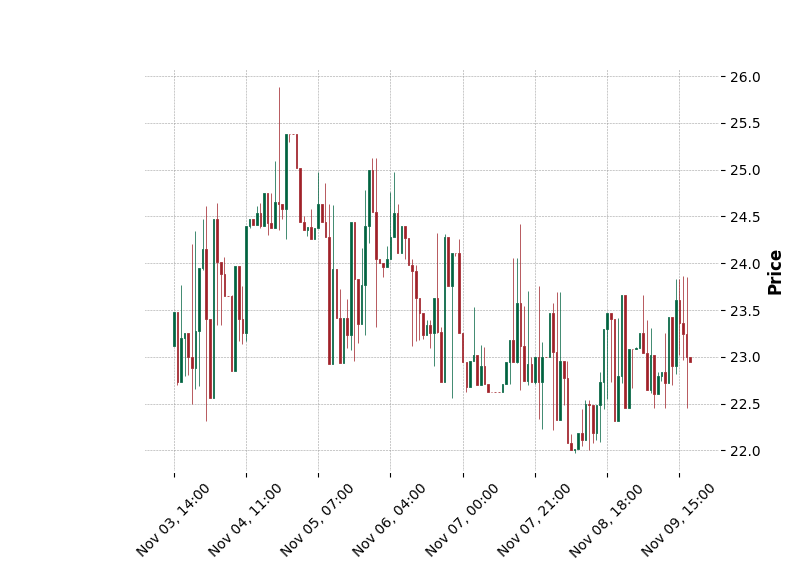 26.0
25.5
25.0
24.5
24.0
23.5
23.0
22.5
22.0
Price
Nov 03, 14:00
Nov 04, 11:00
Nov 05, 07:00
Nov 06, 04:00
Nov 07, 00:00
Nov 07, 21:00
Nov 08, 18:00
Nov 09, 15:00